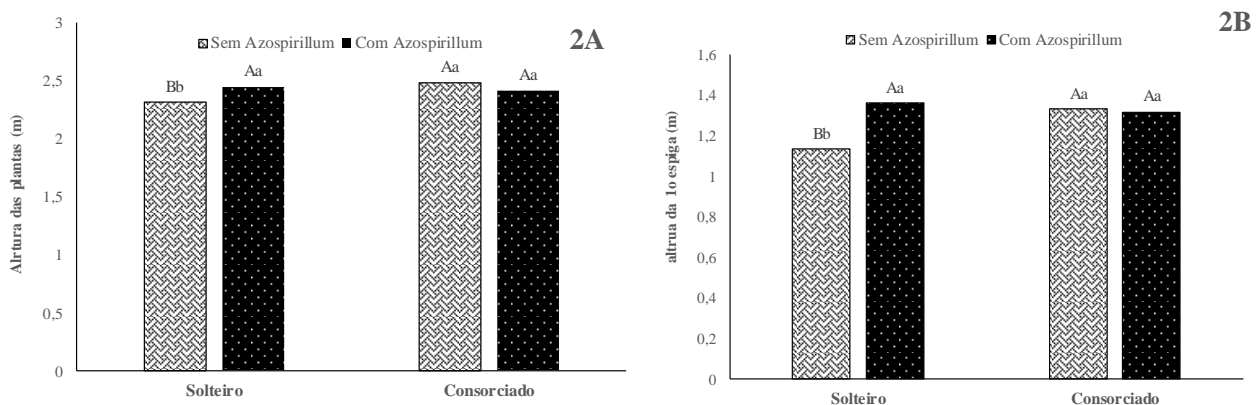 2A
Sem Azospirillum Com Azospirillum
Alrtura das plantas (m)
3
2,5
2
1,5
1
0,5
0
Bb
Aa
Aa
Aa
Solteiro
Consorciado
2B
Sem Azospirillum Com Azospirillum
altrua da 1o espiga (m)
1,6
1,4
1,2
1
0,8
0,6
0,4
0,2
0
Bb
Aa
Aa
Aa
Solteiro
Consorciado